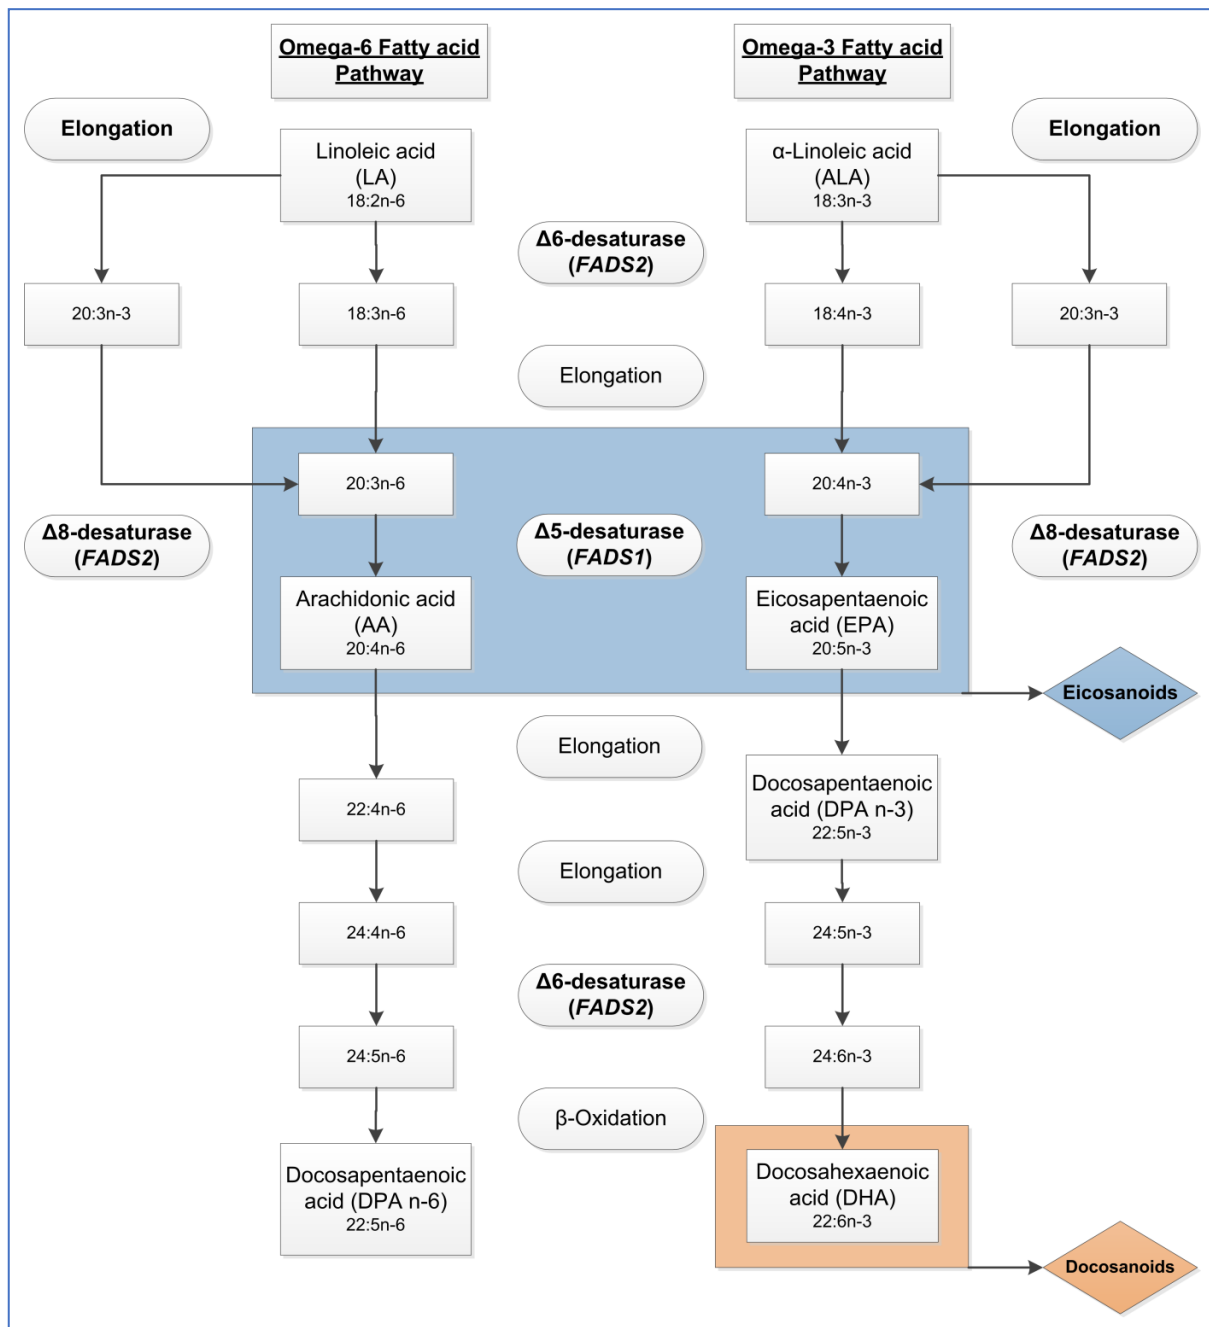 Omega-6 Fatty acid
Pathway
Omega-3 Fatty acid
Pathway
Elongation
Linoleic acid
(LA)
18:2n-6
α-Linoleic acid
(ALA)
18:3n-3
Elongation
Δ6-desaturase
(FADS2)
20:3n-3
18:3n-6
18:4n-3
20:3n-3
Elongation
20:3n-6
20:4n-3
Δ8-desaturase
(FADS2)
Δ5-desaturase
(FADS1)
Δ8-desaturase
(FADS2)
Arachidonic acid
(AA)
20:4n-6
Eicosapentaenoic
acid (EPA)
20:5n-3
Eicosanoids
Elongation
Docosapentaenoic
acid (DPA n-3)
22:5n-3
22:4n-6
Elongation
24:4n-6
24:5n-3
Δ6-desaturase
(FADS2)
24:5n-6
24:6n-3
β-Oxidation
Docosapentaenoic
acid (DPA n-6)
22:5n-6
Docosahexaenoic
acid (DHA)
22:6n-3
Docosanoids